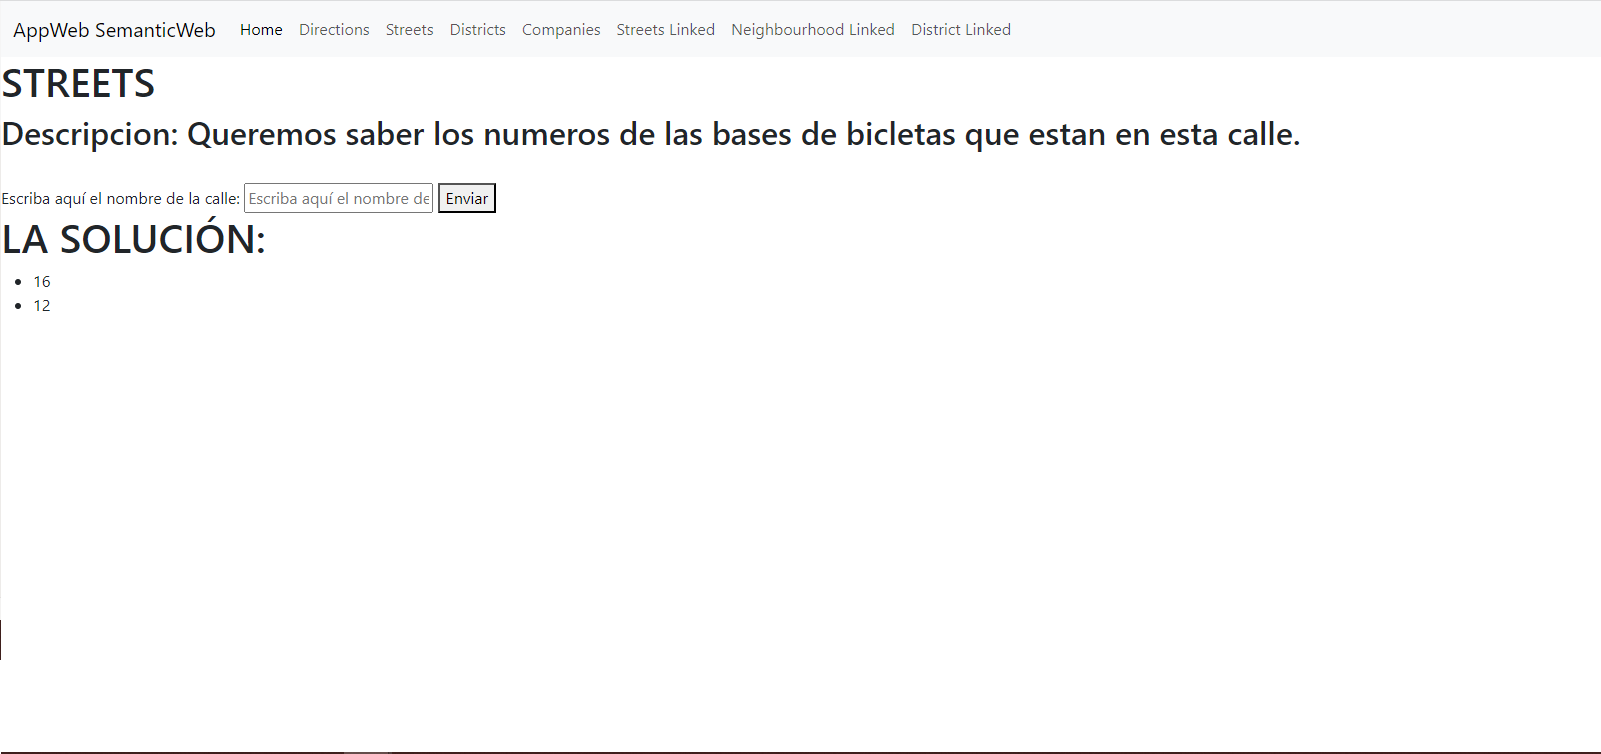 AppWeb SemanticWeb Home Directions Streets Districts Companies Streets Linked Neighbourhood Linked District Linked
STREETS
Descripcion: Queremos saber los numeros de las bases de bicletas que estan en esta calle.
Escriba aquí el nombre de la calle: Escriba aquí el nombre de Enviar
LA SOLUCIÓN:
• 16
• 12